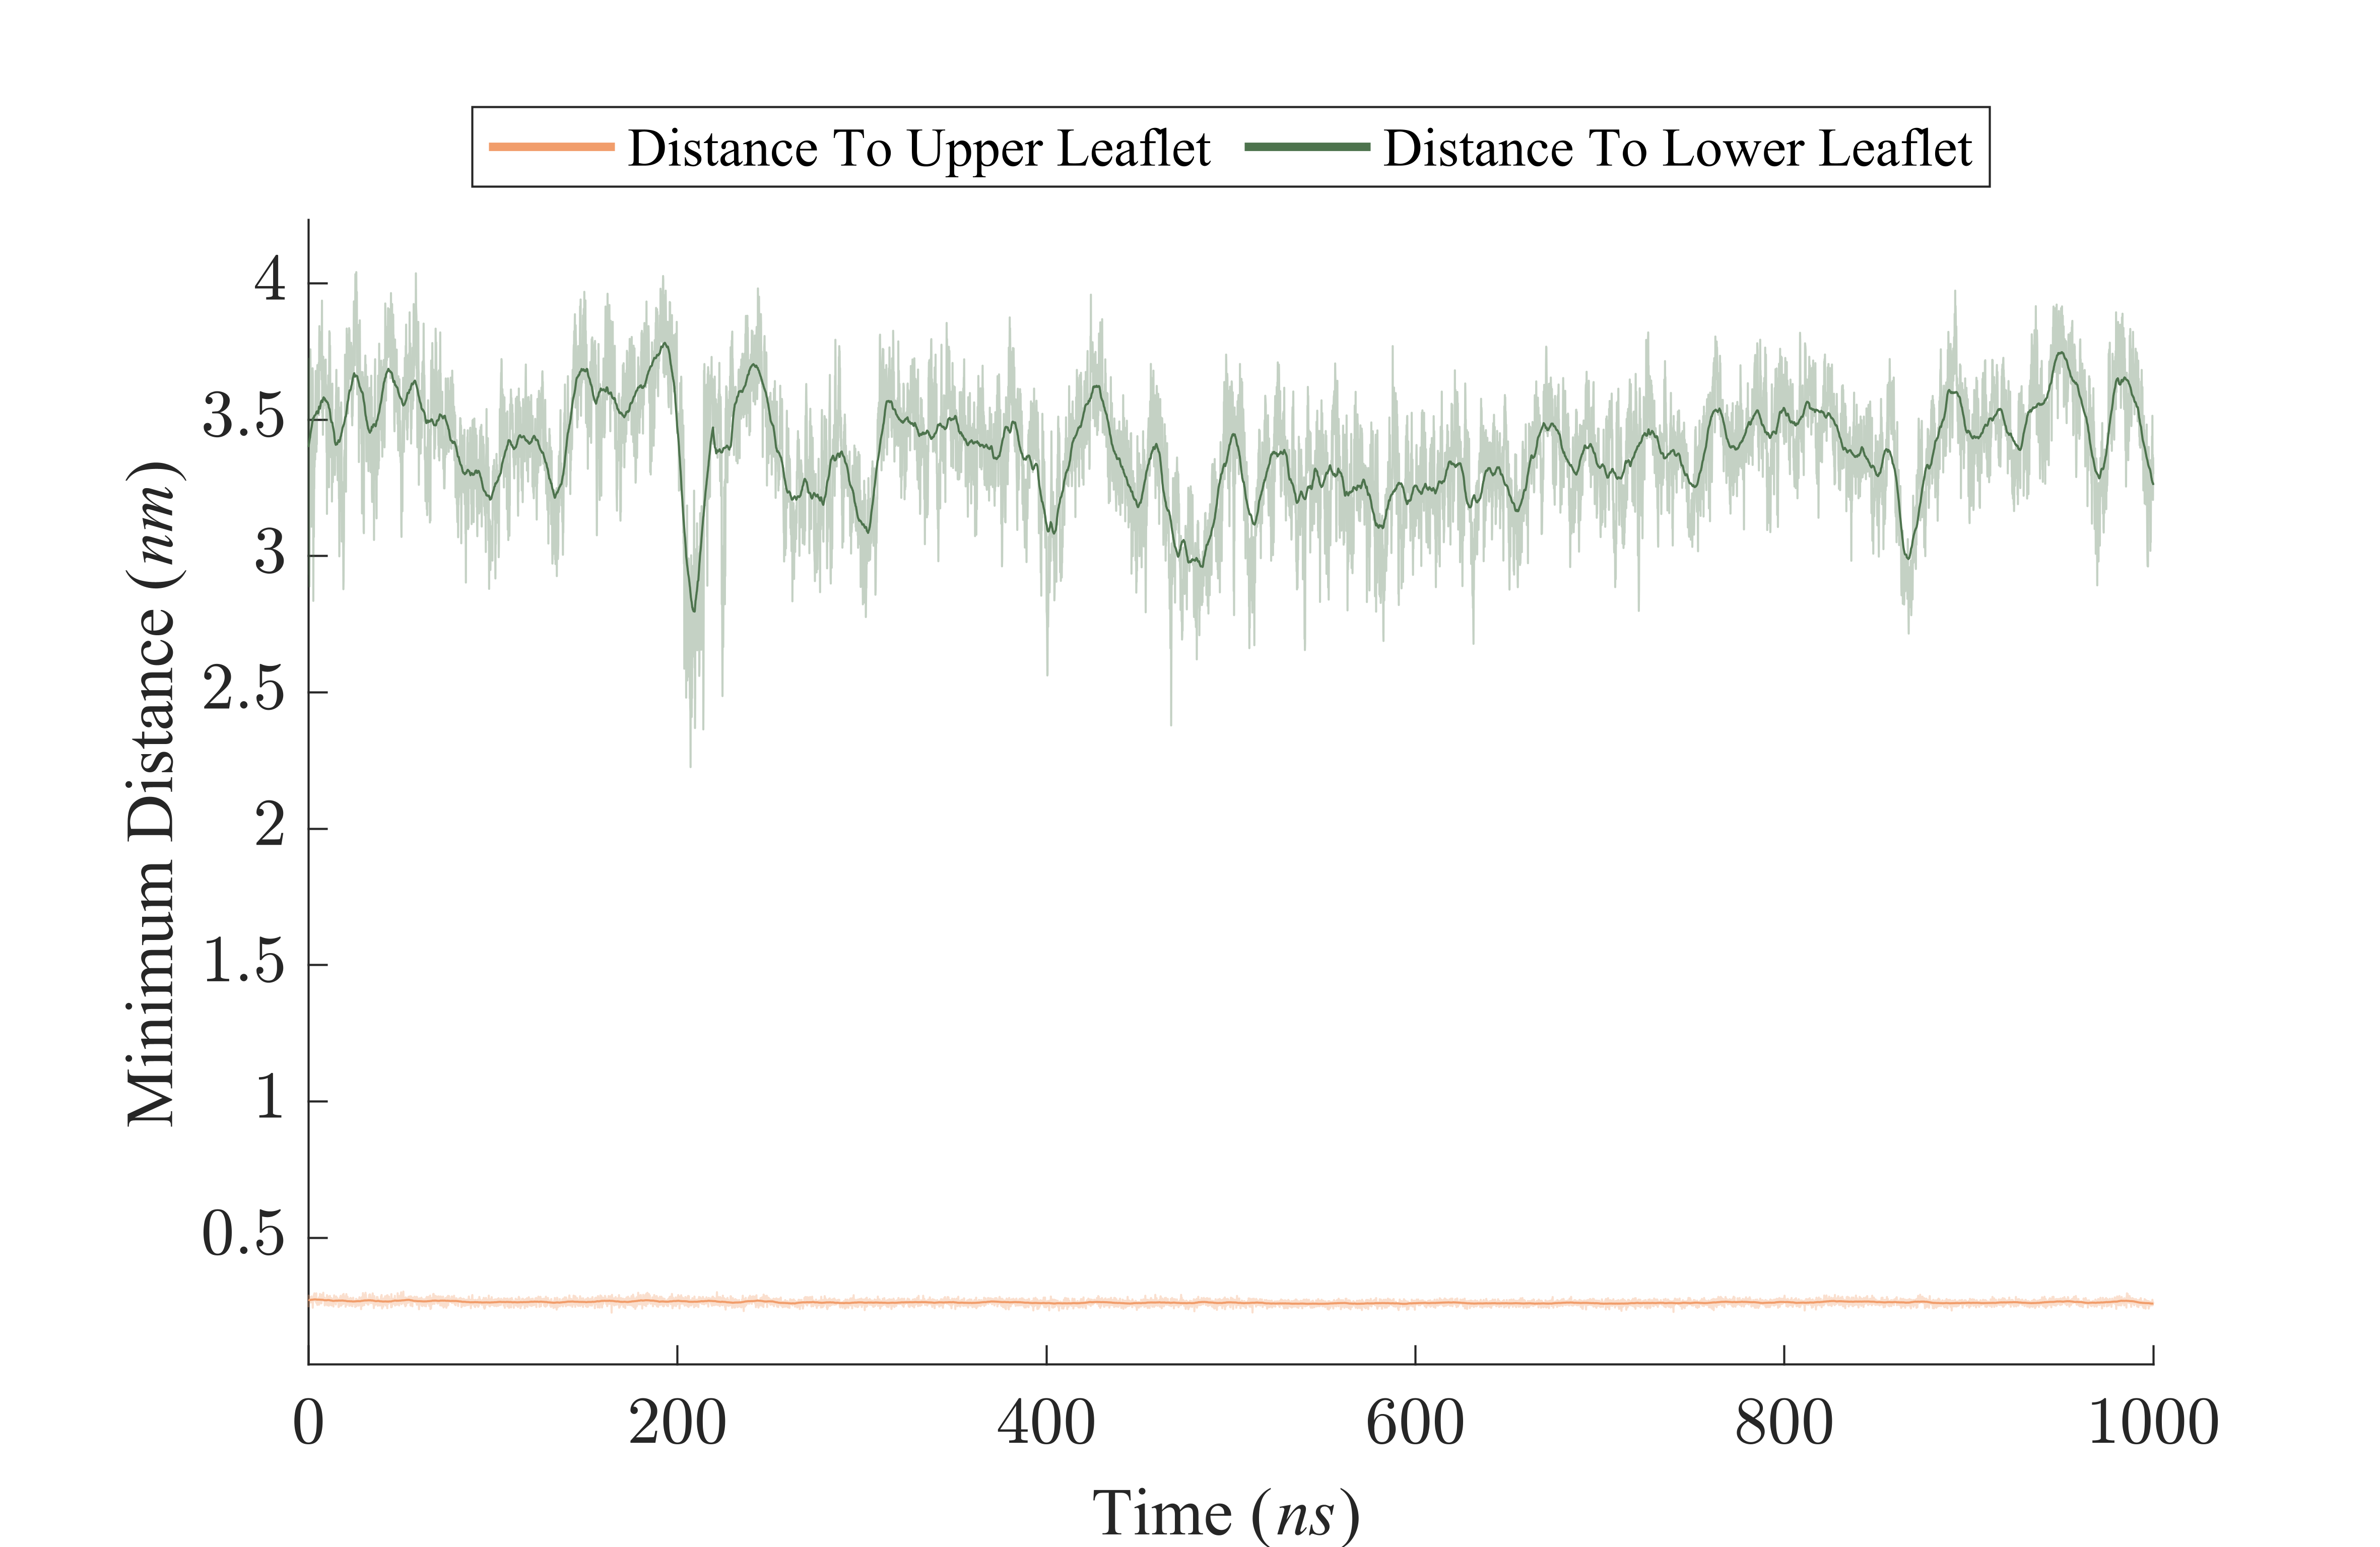 Distance To Upper Leaflet Distance To Lower Leaflet
4
3.5
3
2.5
2
1.5
1
0.5
Minimum Distance (nm)
0 200 400 600 800 1000
Time (ns)